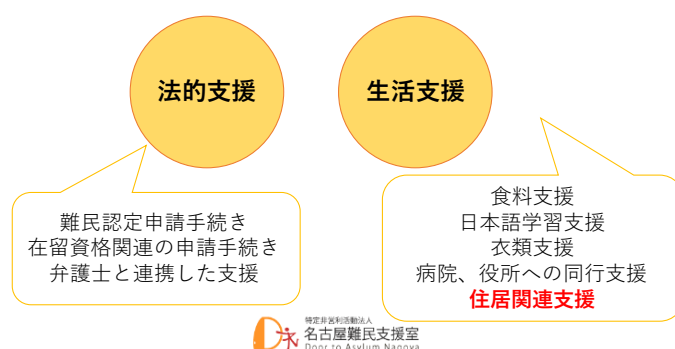 法的支援
生活支援
難民認定申請手続き
在留資格関連の申請手続き
弁護士と連携した支援
食料支援
日本語学習支援
衣類支援
病院、役所への同行支援
住居関連支援
特定非営利活動法人
名古屋難民支援室
Door to Asylum Nagoya